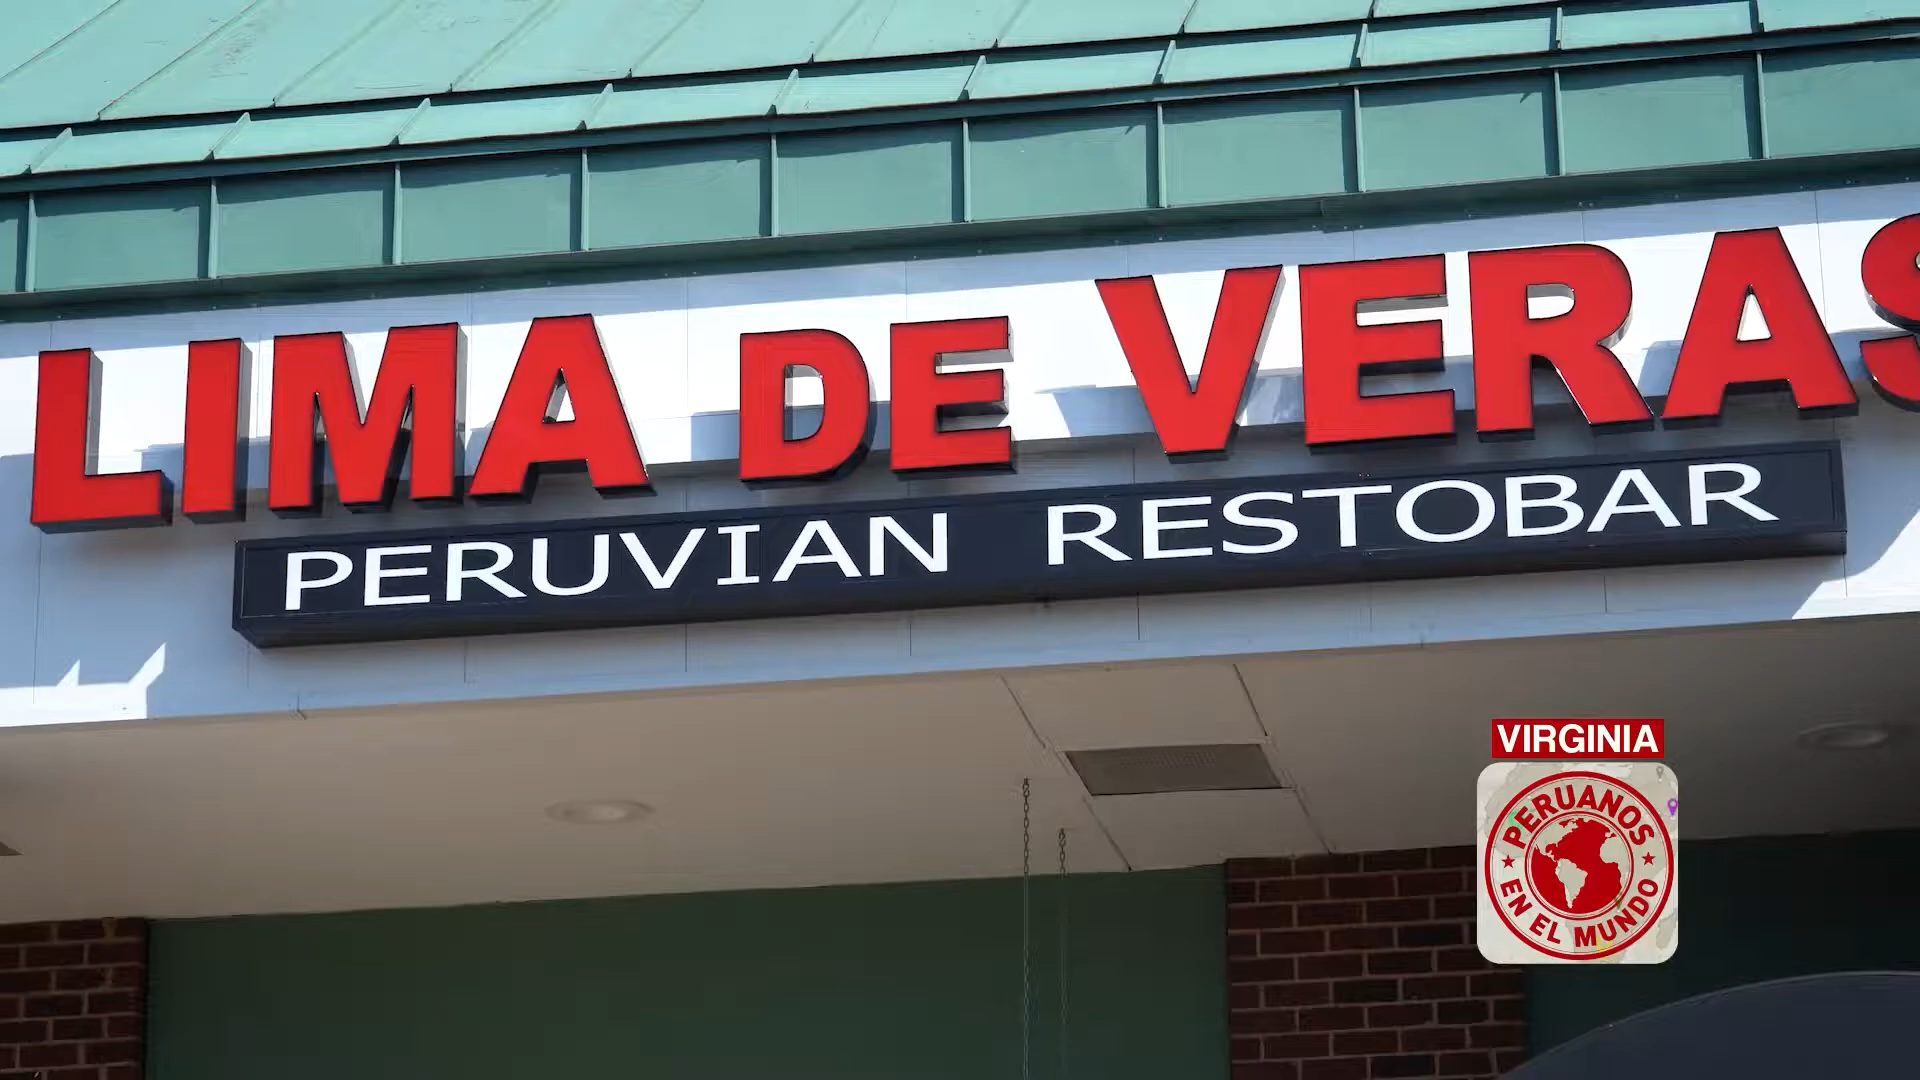 LIMA DE VERAS
PERUVIAN RESTOBAR
VIRGINIA
PERUANOS
EN EL MUNDO